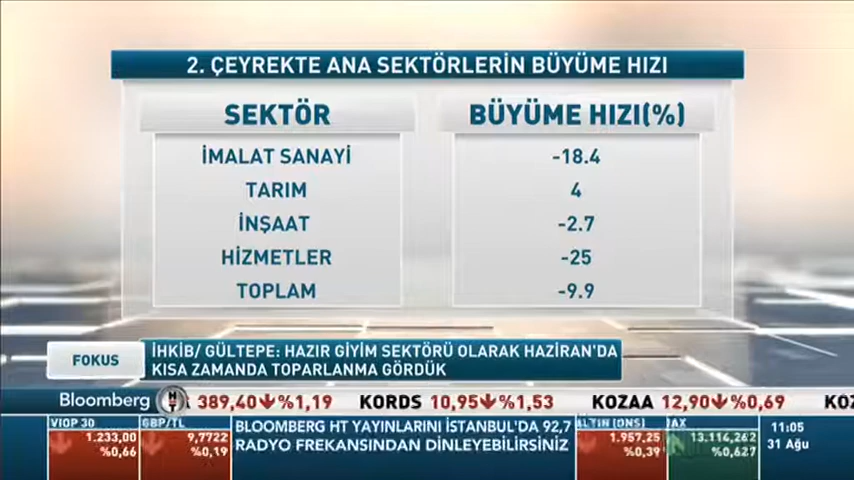 2. ÇEYREKTE ANA SEKTÖRLERİN BÜYÜME HIZI
SEKTÖR BÜYÜME HIZI(%)
İMALAT SANAYİ -18.4
TARIM 4
İNŞAAT -2.7
HİZMETLER -25
TOPLAM -9.9
FOKUS
İHKİB/ GÜLTEPE: HAZIR GİYİM SEKTÖRÜ OLARAK HAZİRAN'DA
KISA ZAMANDA TOPARLANMA GÖRDÜK
Bloomberg HT 389,40 %1,19 KORDS 10,95 %1,53 KOZAA 12,90 %0,69 KOZ
VIOP 30
1.233,00
%0,66
GBP/TL
9,7722
%0,19
BLOOMBERG HT YAYINLARINI İSTANBUL'DA 92,7
RADYO FREKANSINDAN DİNLEYEBİLİRSİNİZ
ALTIN (ONS)
1.957,25
%0,39
13.114,262
%0,627
11:05
31 Ağu